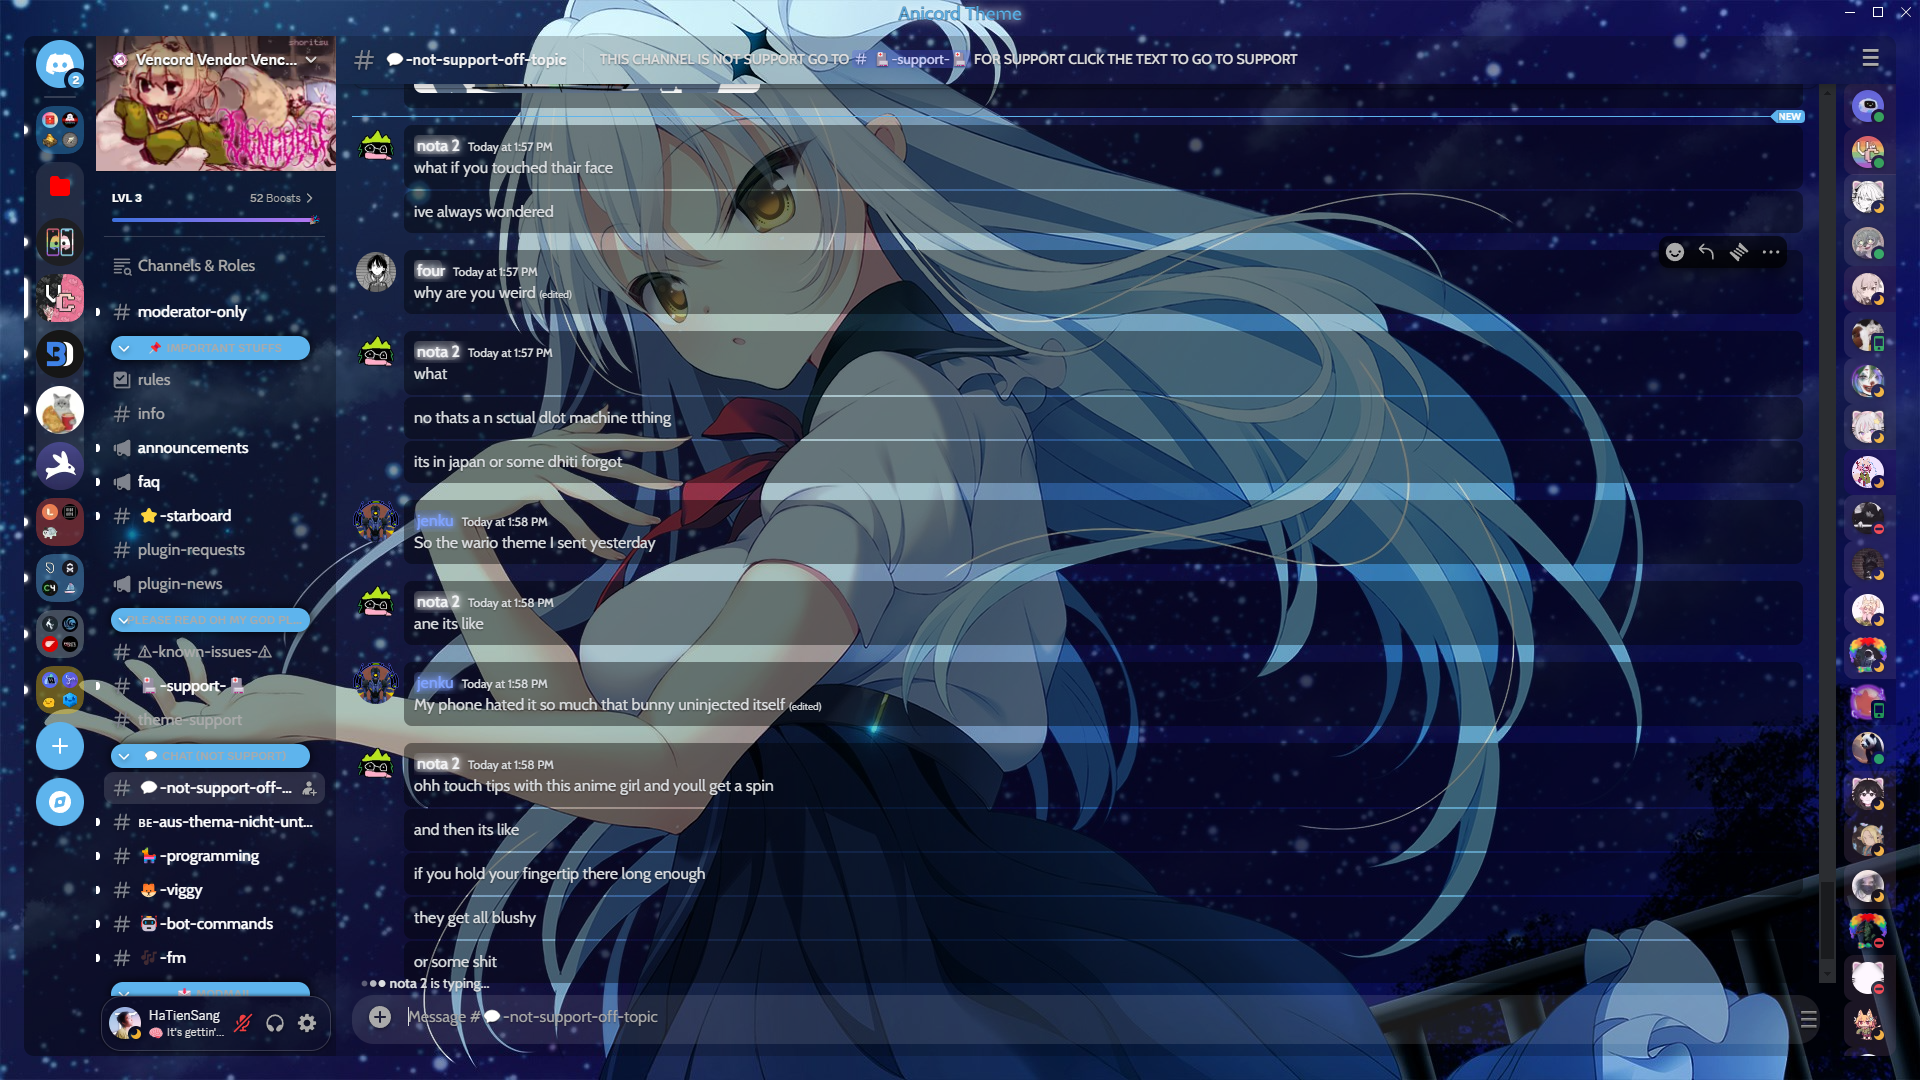 Anicord Theme
shoritsu
Vencord Vendor Venc...
VENCORD
LVL 3
52 Boosts
Channels & Roles
moderator-only
IMPORTANT STUFFS
rules
info
announcements
faq
-starboard
plugin-requests
plugin-news
PLEASE READ OH MY GOD PL...
-known-issues-
-support-
theme-support
CHAT (NOT SUPPORT)
-not-support-off-...
BE-aus-thema-nicht-unt...
-programming
-viggy
-bot-commands
-fm
MODMAIL
HaTienSang
It's gettin'...
2
# -not-support-off-topic
THIS CHANNEL IS NOT SUPPORT GO TO # -support- FOR SUPPORT CLICK THE TEXT TO GO TO SUPPORT
NEW
nota 2 Today at 1:57 PM
what if you touched thair face
ive always wondered
four Today at 1:57 PM
why are you weird (edited)
nota 2 Today at 1:57 PM
what
no thats a n sctual dlot machine tthing
its in japan or some dhiti forgot
jenku Today at 1:58 PM
So the wario theme I sent yesterday
nota 2 Today at 1:58 PM
ane its like
jenku Today at 1:58 PM
My phone hated it so much that bunny uninjected itself (edited)
nota 2 Today at 1:58 PM
ohh touch tips with this anime girl and youll get a spin
and then its like
if you hold your fingertip there long enough
they get all blushy
or some shit
nota 2 is typing...
Message # -not-support-off-topic